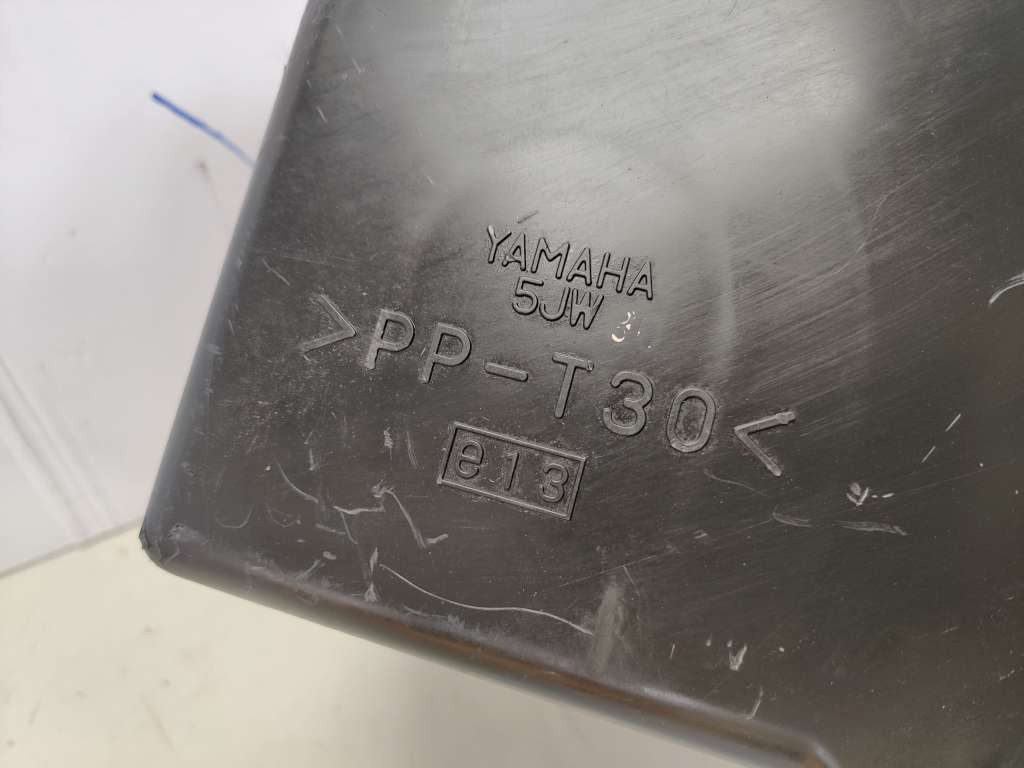 YAMAHA
5JW
>PP-T30<
e13